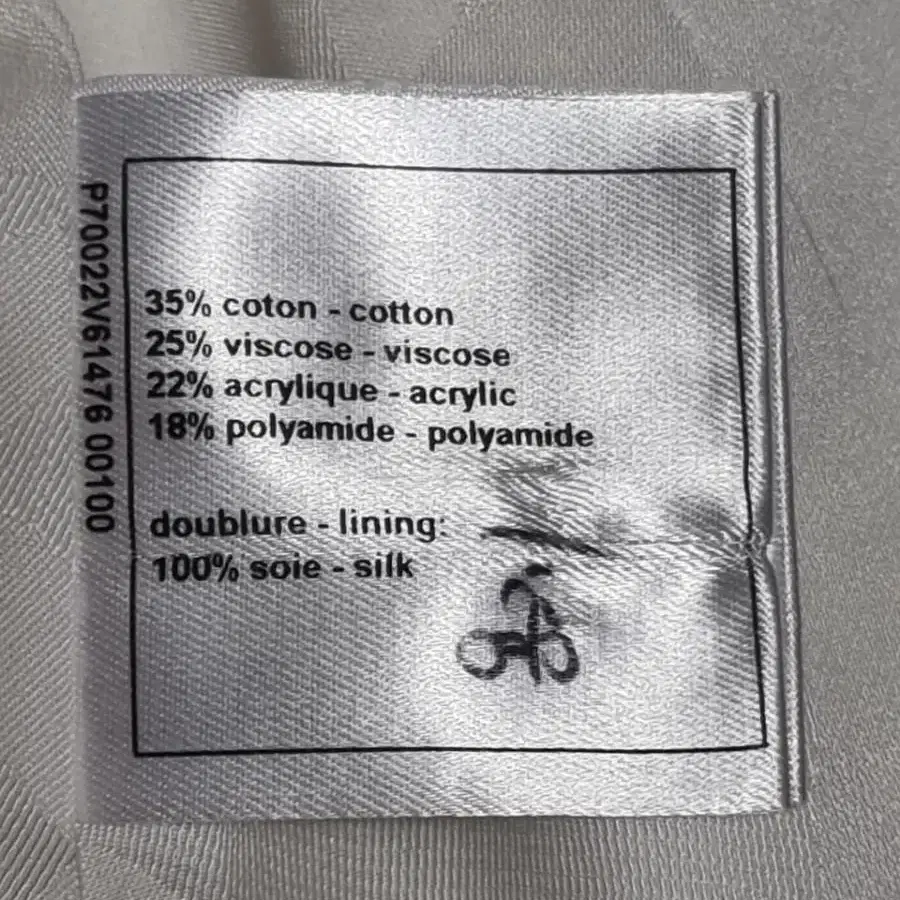 P70022V61476 00100
35% coton - cotton
25% viscose - viscose
22% acrylique - acrylic
18% polyamide - polyamide
doublure - lining:
100% soie - silk